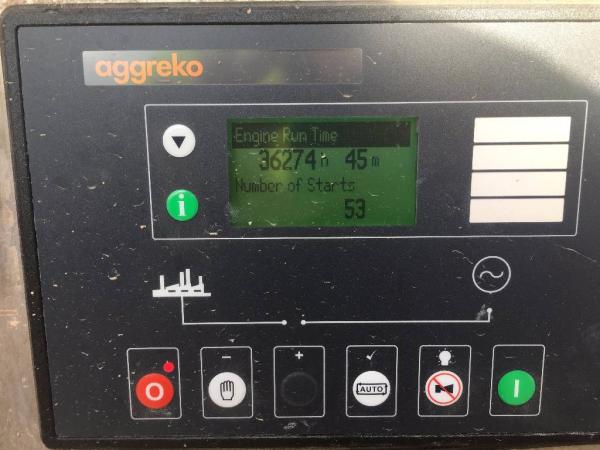 aggreko
Engine Run Time
36274h 45m
Number of Starts
53
i
− + ✓
O AUTO I